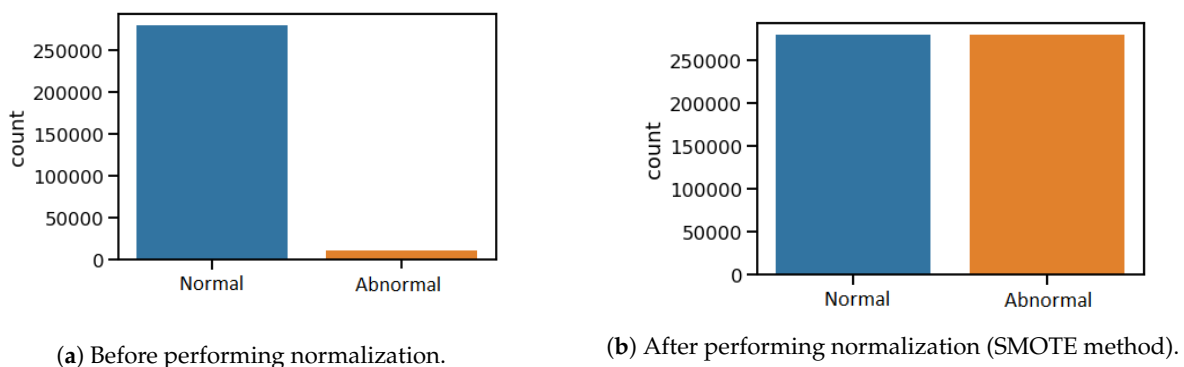 250000
200000
150000
100000
50000
0
count
Normal Abnormal
(a) Before performing normalization.
250000
200000
150000
100000
50000
0
count
Normal Abnormal
(b) After performing normalization (SMOTE method).